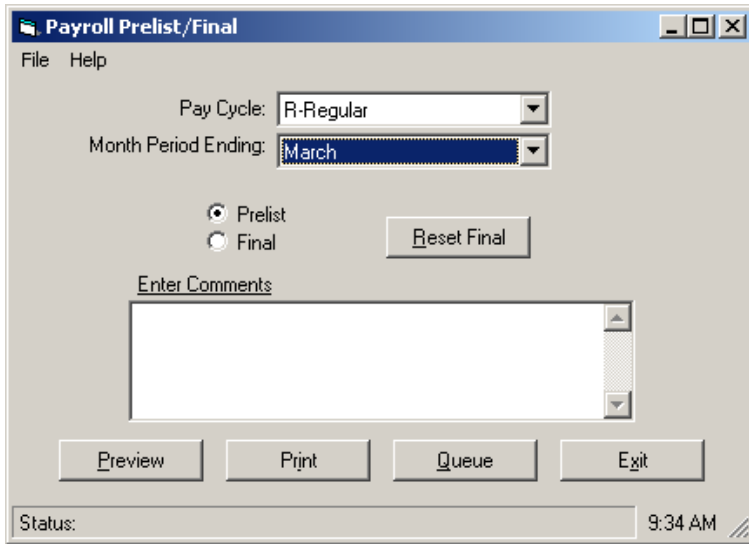 Payroll Prelist/Final
File Help
Pay Cycle: R-Regular
Month Period Ending: March
Prelist
Final
Reset Final
Enter Comments
Preview Print Queue Exit
Status: 9:34 AM